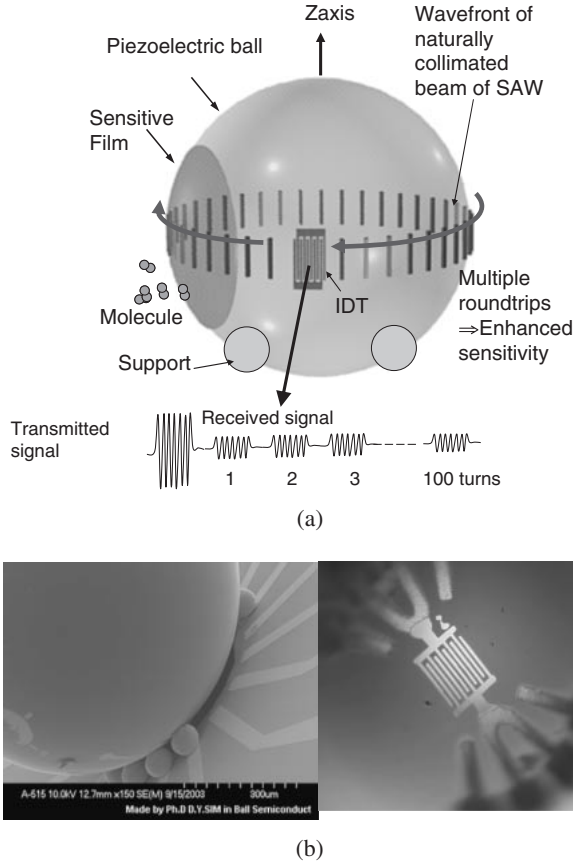 Zaxis
Piezoelectric ball
Wavefront of
naturally
collimated
beam of SAW
Sensitive
Film
Molecule
IDT
Multiple
roundtrips
⇒Enhanced
sensitivity
Support
Transmitted
signal
Received signal
1 2 3 100 turns
(a)
A-515 10.0kV 12.7mm x150 SE(M) 9/15/2003 300um
Made by Ph.D D.Y.SIM in Ball Semiconduct
(b)